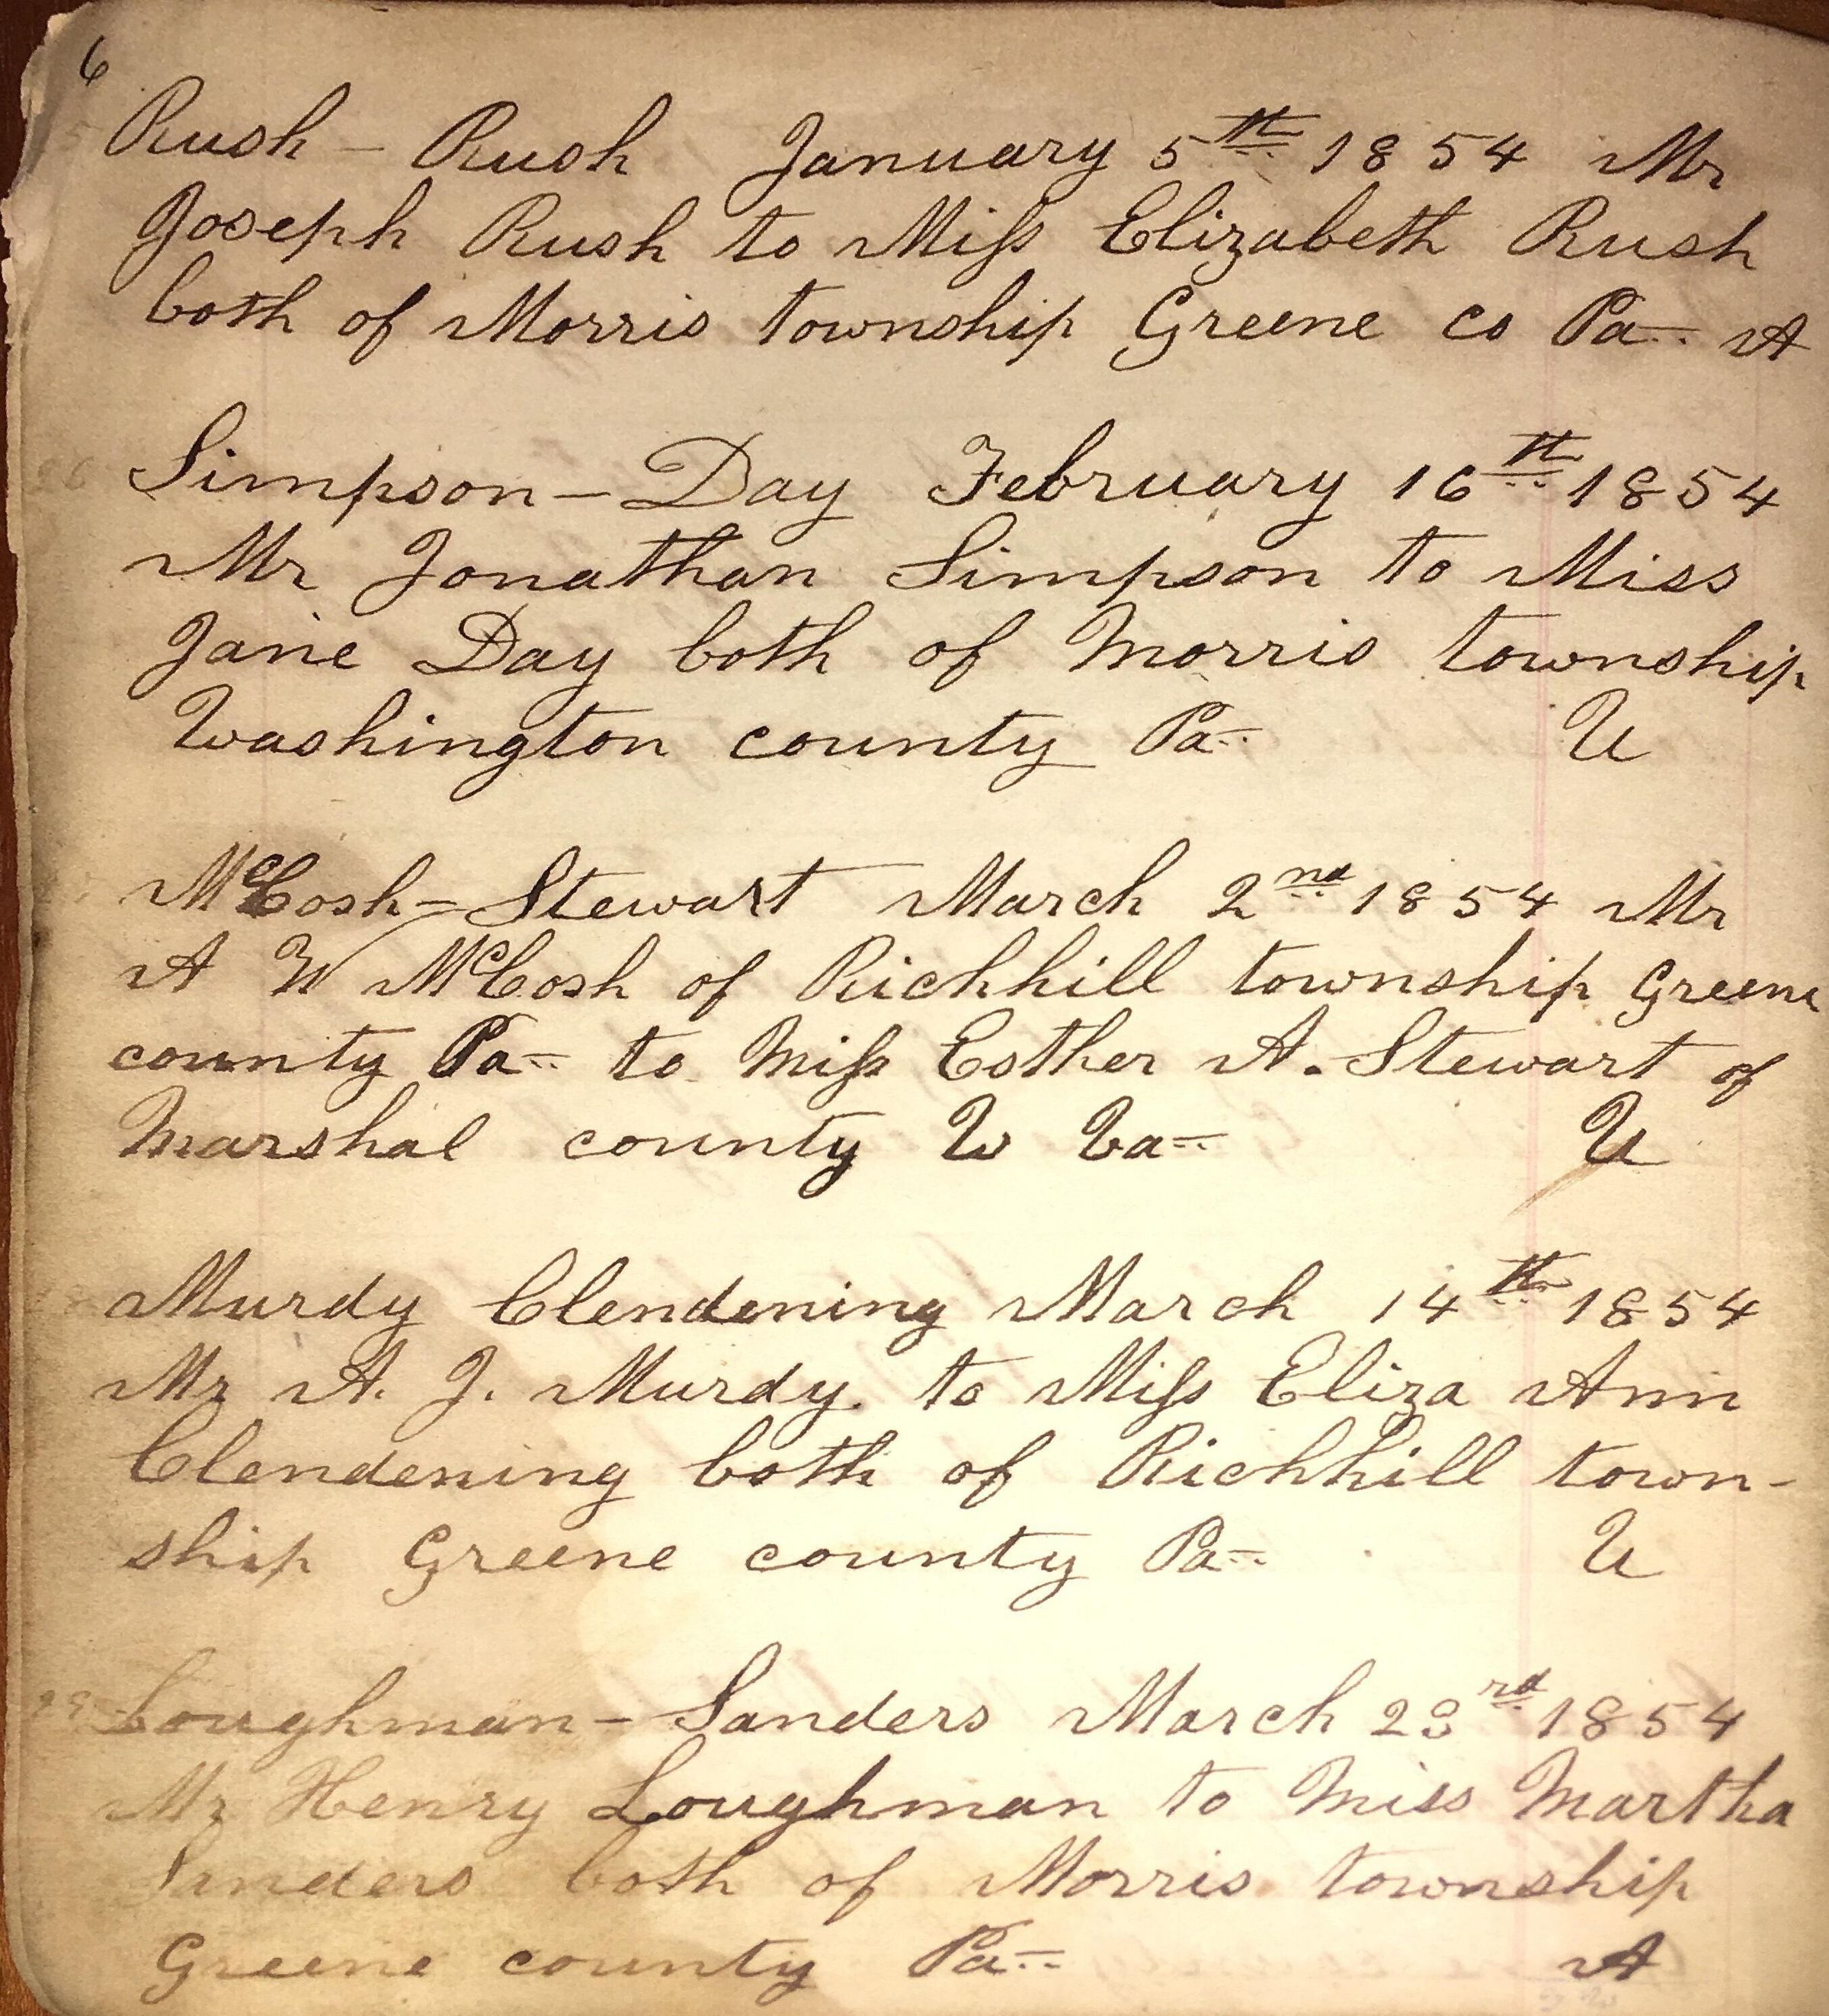 6
Rush - Rush January 5th 1854 Mr
Joseph Rush to Miss Elizabeth Rush
both of Morris township Greene co Pa A
Simpson - Day February 16th 1854
Mr Jonathan Simpson to Miss
Jane Day both of Morris township
Washington county Pa U
McCosh - Stewart March 2nd 1854 Mr
A W McCosh of Richhill township Greene
county Pa to Miss Esther A. Stewart of
Marshal county W Va U
Murdy Clendening March 14th 1854
Mr A. J. Murdy to Miss Eliza Ann
Clendening both of Richhill town-
ship Greene county Pa U
Loughman - Sanders March 23rd 1854
Mr Henry Loughman to Miss Martha
Sanders both of Morris township
Greene county Pa A